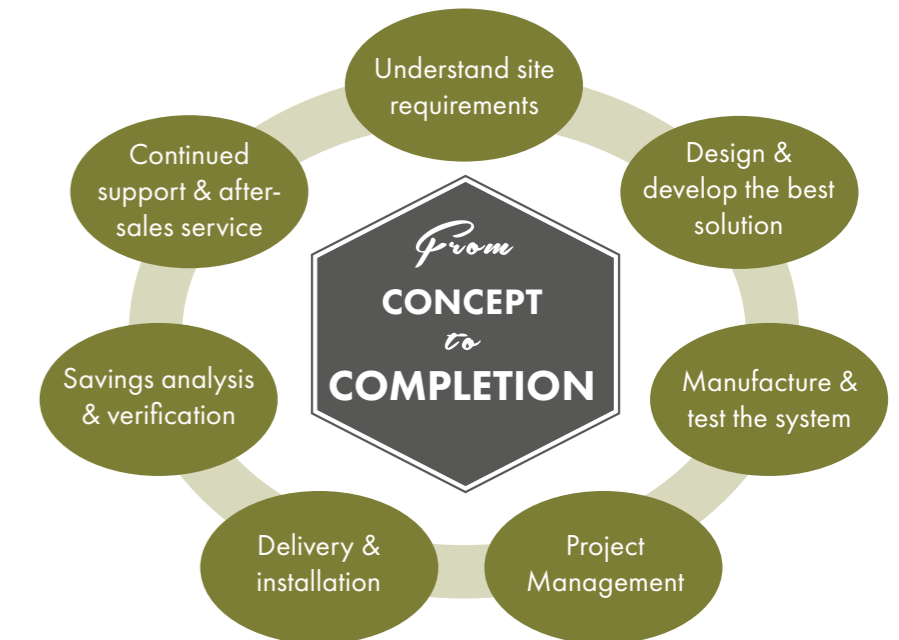 Understand site
requirements
Design &
develop the best
solution
Manufacture &
test the system
Project
Management
Delivery &
installation
Savings analysis
& verification
Continued
support & after-
sales service
From
CONCEPT
to
COMPLETION